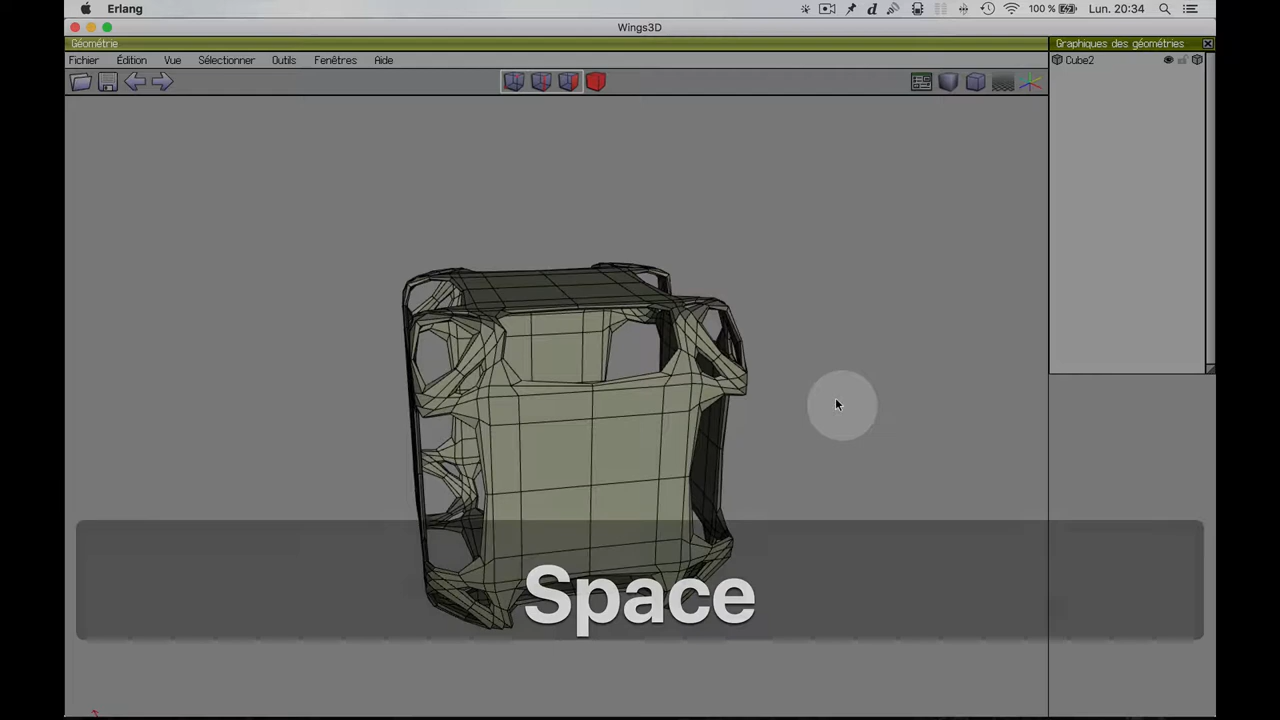 Erlang
100 %
Lun. 20:34
Wings3D
Géométrie
Graphiques des géométries
Fichier
Édition
Vue
Sélectionner
Outils
Fenêtres
Aide
Cube2
Space